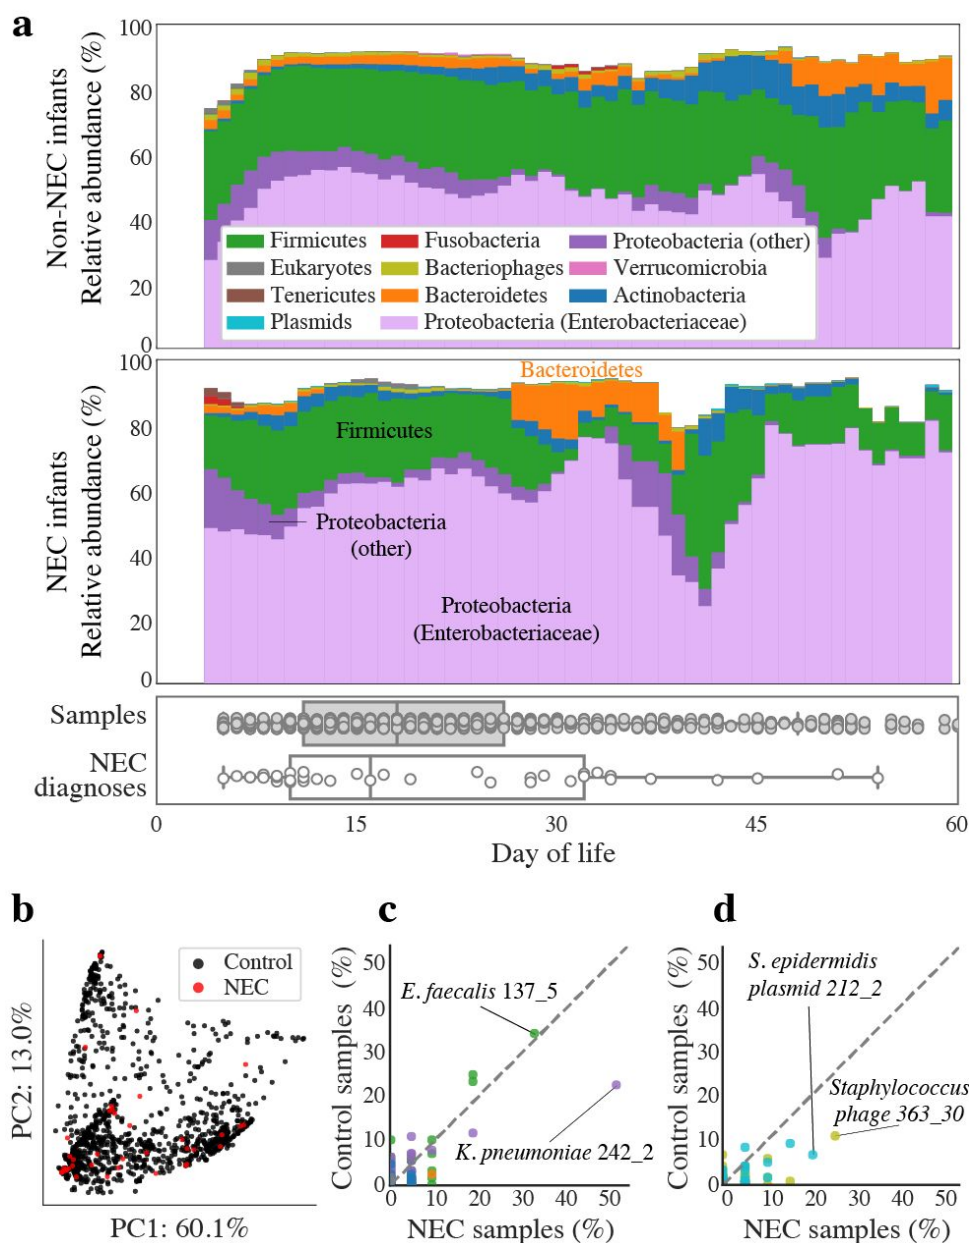 a
Non-NEC infants
Relative abundance (%)
100
80
60
40
20
0
Firmicutes
Fusobacteria
Proteobacteria (other)
Eukaryotes
Bacteriophages
Verrucomicrobia
Tenericutes
Bacteroidetes
Actinobacteria
Plasmids
Proteobacteria (Enterobacteriaceae)
NEC infants
Relative abundance (%)
100
80
60
40
20
0
Bacteroidetes
Firmicutes
Proteobacteria
(other)
Proteobacteria
(Enterobacteriaceae)
Samples
NEC
diagnoses
0 15 30 45 60
Day of life
b
Control
NEC
PC2: 13.0%
PC1: 60.1%
c
Control samples (%)
50
40
30
20
10
0
E. faecalis 137_5
K. pneumoniae 242_2
0 10 20 30 40 50
NEC samples (%)
d
Control samples (%)
50
40
30
20
10
0
S. epidermidis
plasmid 212_2
Staphylococcus
phage 363_30
0 10 20 30 40 50
NEC samples (%)